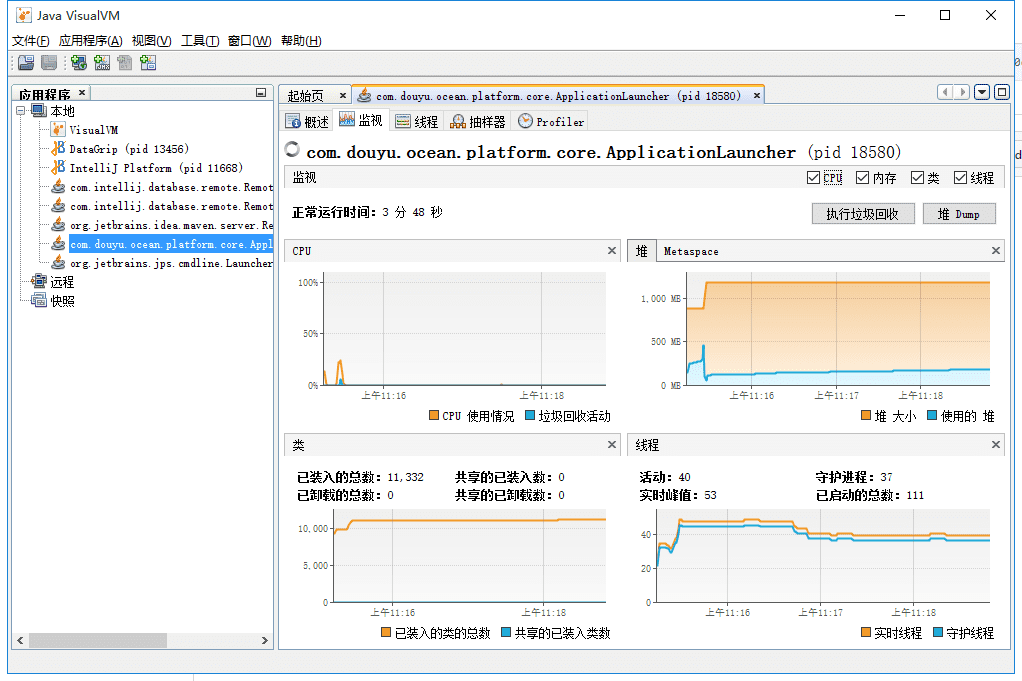 Java VisualVM
文件(F) 应用程序(A) 视图(V) 工具(T) 窗口(W) 帮助(H)
应用程序 ×
本地
VisualVM
DataGrip (pid 13456)
IntelliJ Platform (pid 11668)
com.intellij.database.remote.Remot
com.intellij.database.remote.Remot
org.jetbrains.idea.maven.server.Re
com.douyu.ocean.platform.core.Appl
org.jetbrains.jps.cmdline.Launcher
远程
快照
起始页 × com.douyu.ocean.platform.core.ApplicationLauncher (pid 18580) ×
概述 监视 线程 抽样器 Profiler
com.douyu.ocean.platform.core.ApplicationLauncher (pid 18580)
监视 CPU 内存 类 线程
正常运行时间: 3 分 48 秒 执行垃圾回收 堆 Dump
CPU ×
100%
50%
0%
上午11:16 上午11:18
CPU 使用情况 垃圾回收活动
堆 Metaspace ×
1,000 MB
500 MB
0 MB
上午11:16 上午11:17 上午11:18
堆 大小 使用的 堆
类 ×
已装入的总数: 11,332 共享的已装入数: 0
已卸载的总数: 0 共享的已卸载数: 0
10,000
5,000
0
上午11:16 上午11:18
已装入的类的总数 共享的已装入类数
线程 ×
活动: 40 守护进程: 37
实时峰值: 53 已启动的总数: 111
40
20
0
上午11:16 上午11:17 上午11:18
实时线程 守护线程